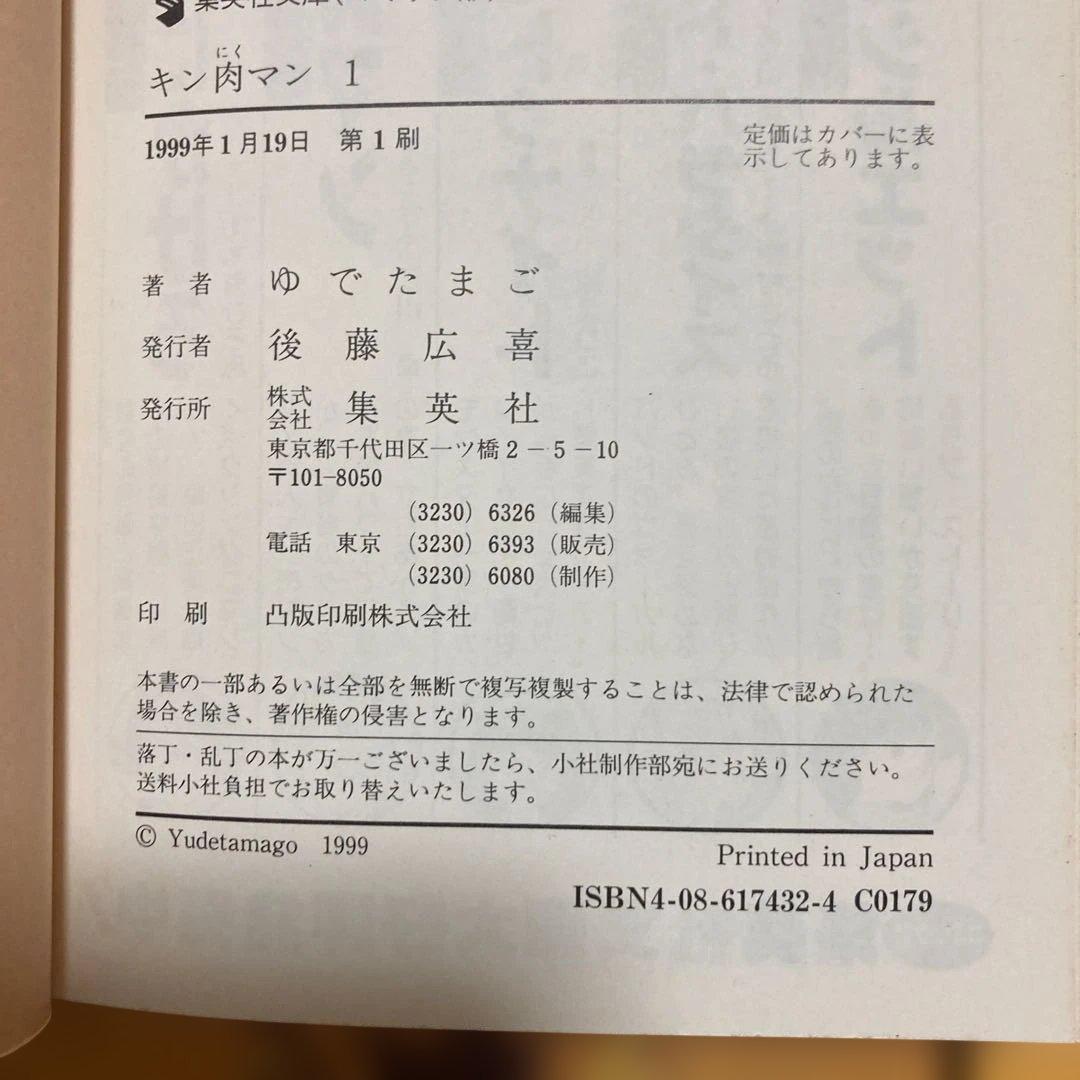 集英社文庫
にく
キン肉マン 1
1999年1月19日 第1刷
定価はカバーに表
示してあります。
著者 ゆでたまご
発行者 後藤広喜
発行所 株式会社 集英社
東京都千代田区一ツ橋2-5-10
〒101-8050
(3230) 6326 (編集)
電話 東京 (3230) 6393 (販売)
(3230) 6080 (制作)
印刷 凸版印刷株式会社
本書の一部あるいは全部を無断で複写複製することは、法律で認められた
場合を除き、著作権の侵害となります。
落丁・乱丁の本が万一ございましたら、小社制作部宛にお送りください。
送料小社負担でお取り替えいたします。
© Yudetamago 1999
Printed in Japan
ISBN4-08-617432-4 C0179